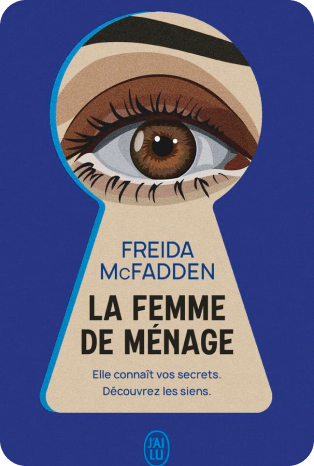 FREIDA
McFADDEN
LA FEMME
DE MÉNAGE
Elle connaît vos secrets.
Découvrez les siens.
J'AI
LU